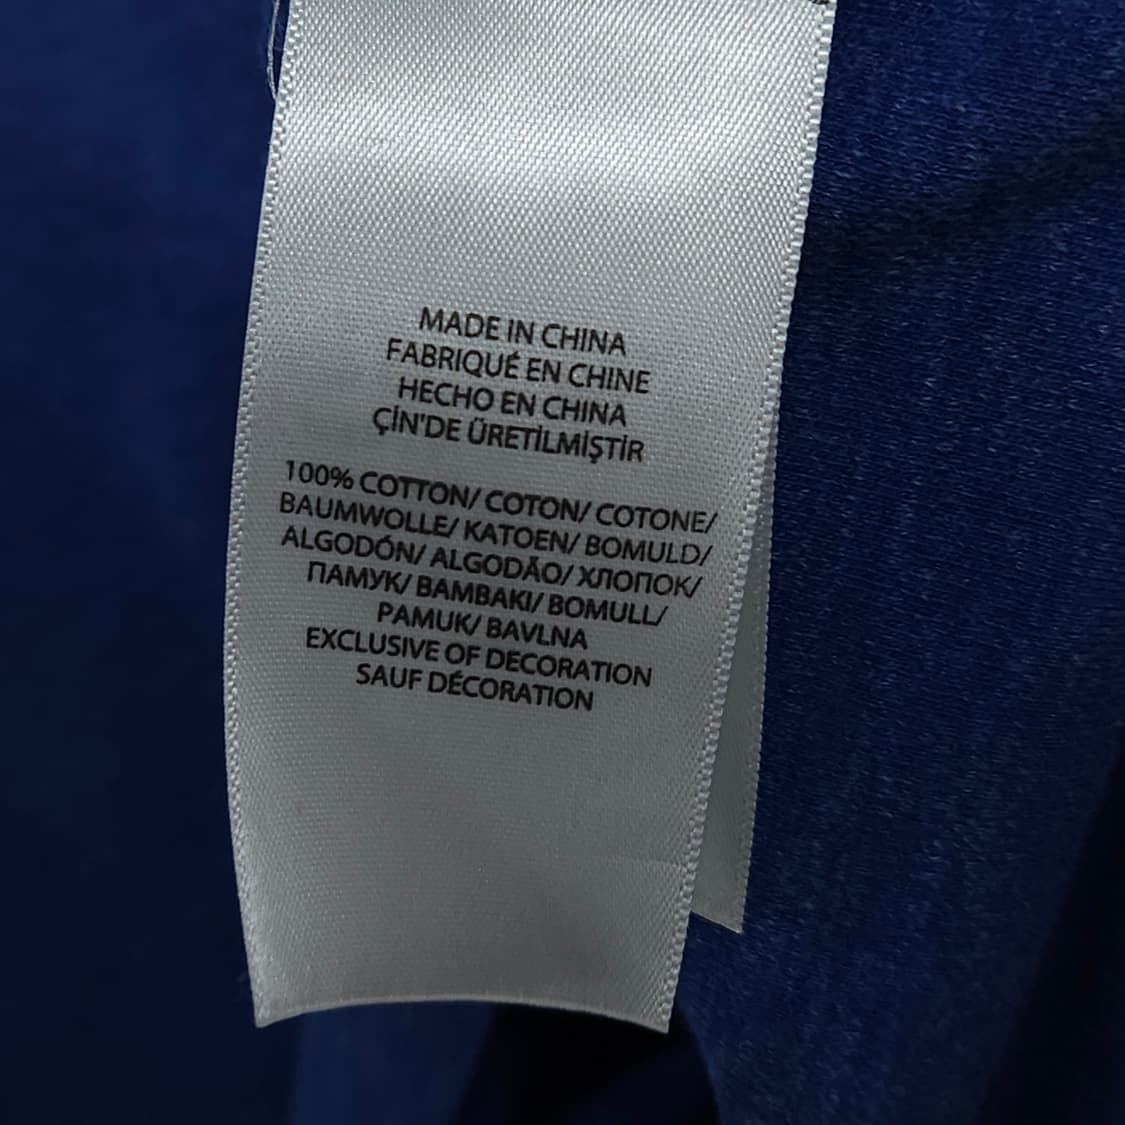 MADE IN CHINA
FABRIQUÉ EN CHINE
HECHO EN CHINA
ÇİN'DE ÜRETİLMİŞTİR
100% COTTON/ COTON/ COTONE/
BAUMWOLLE/ KATOEN/ BOMULD/
ALGODÓN/ ALGODÃO/ ХЛОПОК/
ПАМУК/ BAMBAKI/ BOMULL/
PAMUK/ BAVLNA
EXCLUSIVE OF DECORATION
SAUF DÉCORATION